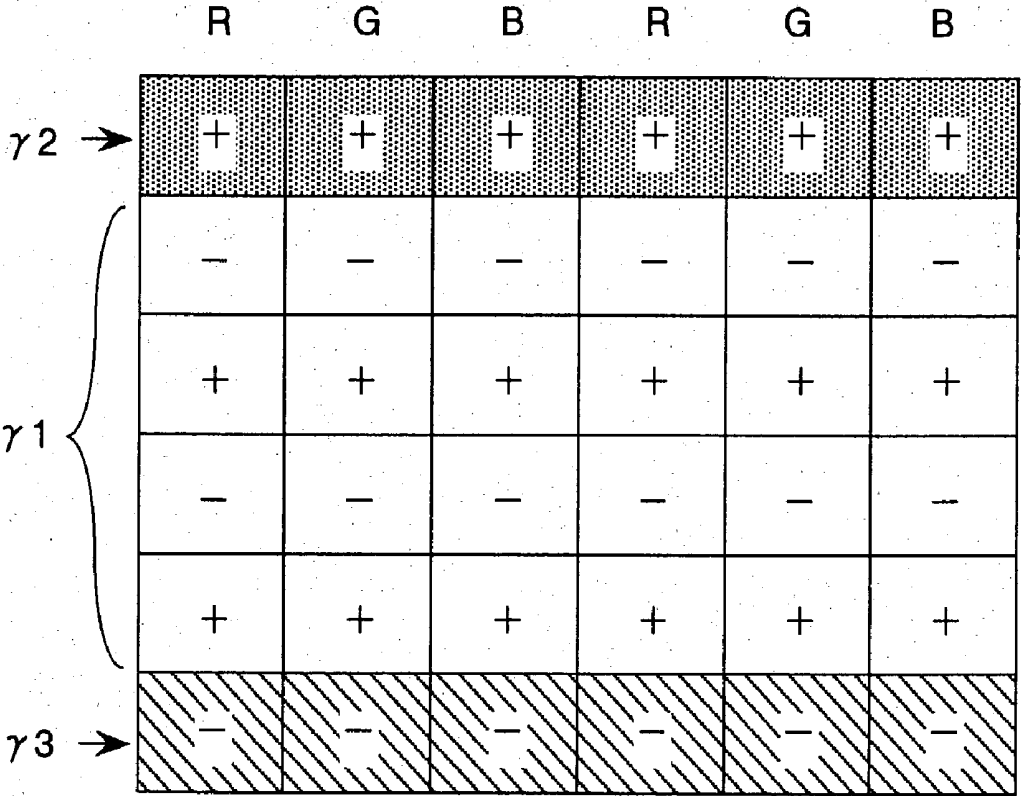 R G B R G B
γ2 → + + + + + +
− − − − − −
+ + + + + +
γ1
− − − − − −
+ + + + + +
γ3 → − − − − − −